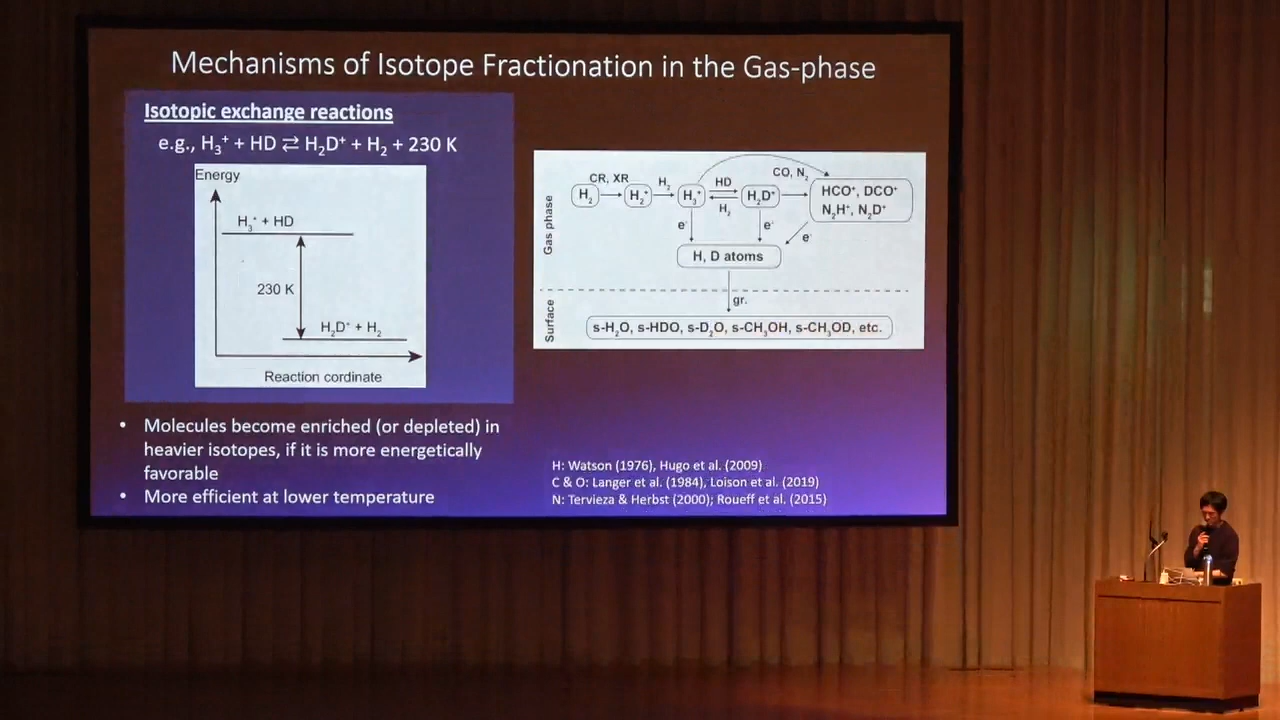 Mechanisms of Isotope Fractionation in the Gas-phase
Isotopic exchange reactions
e.g., H₃⁺ + HD ⇄ H₂D⁺ + H₂ + 230 K
Energy
H₃⁺ + HD
230 K
H₂D⁺ + H₂
Reaction cordinate
• Molecules become enriched (or depleted) in
heavier isotopes, if it is more energetically
favorable
• More efficient at lower temperature
Gas phase
CR, XR
H₂
HD
CO, N₂
H₂
H₂⁺
H₃⁺
H₂D⁺
HCO⁺, DCO⁺
N₂H⁺, N₂D⁺
H₂
e⁻
e⁻
e⁻
H, D atoms
gr.
Surface
s-H₂O, s-HDO, s-D₂O, s-CH₃OH, s-CH₃OD, etc.
H: Watson (1976), Hugo et al. (2009)
C & O: Langer et al. (1984), Loison et al. (2019)
N: Tervieza & Herbst (2000); Roueff et al. (2015)